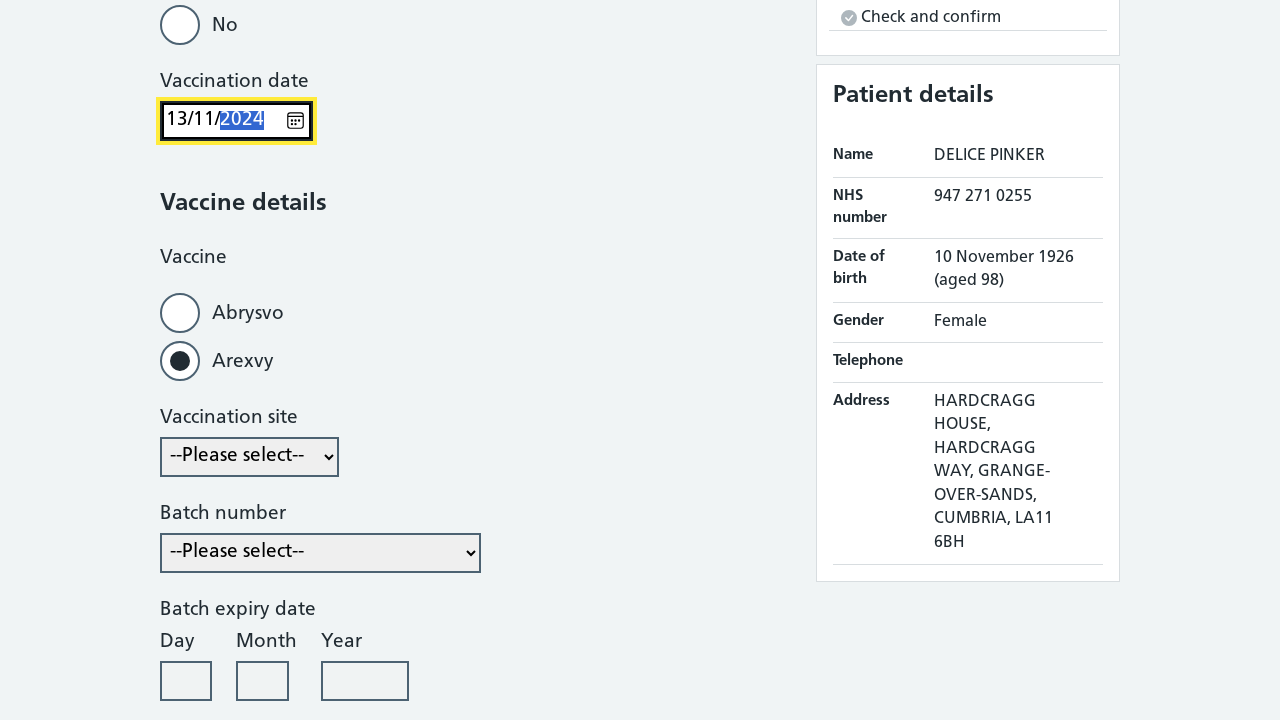 No
Vaccination date
13/11/2024
Vaccine details
Vaccine
Abrysvo
Arexvy
Vaccination site
--Please select--
Batch number
--Please select--
Batch expiry date
Day Month Year
Check and confirm
Patient details
Name DELICE PINKER
NHS 947 271 0255
number
Date of 10 November 1926
birth (aged 98)
Gender Female
Telephone
Address HARDCRAGG
HOUSE,
HARDCRAGG
WAY, GRANGE-
OVER-SANDS,
CUMBRIA, LA11
6BH